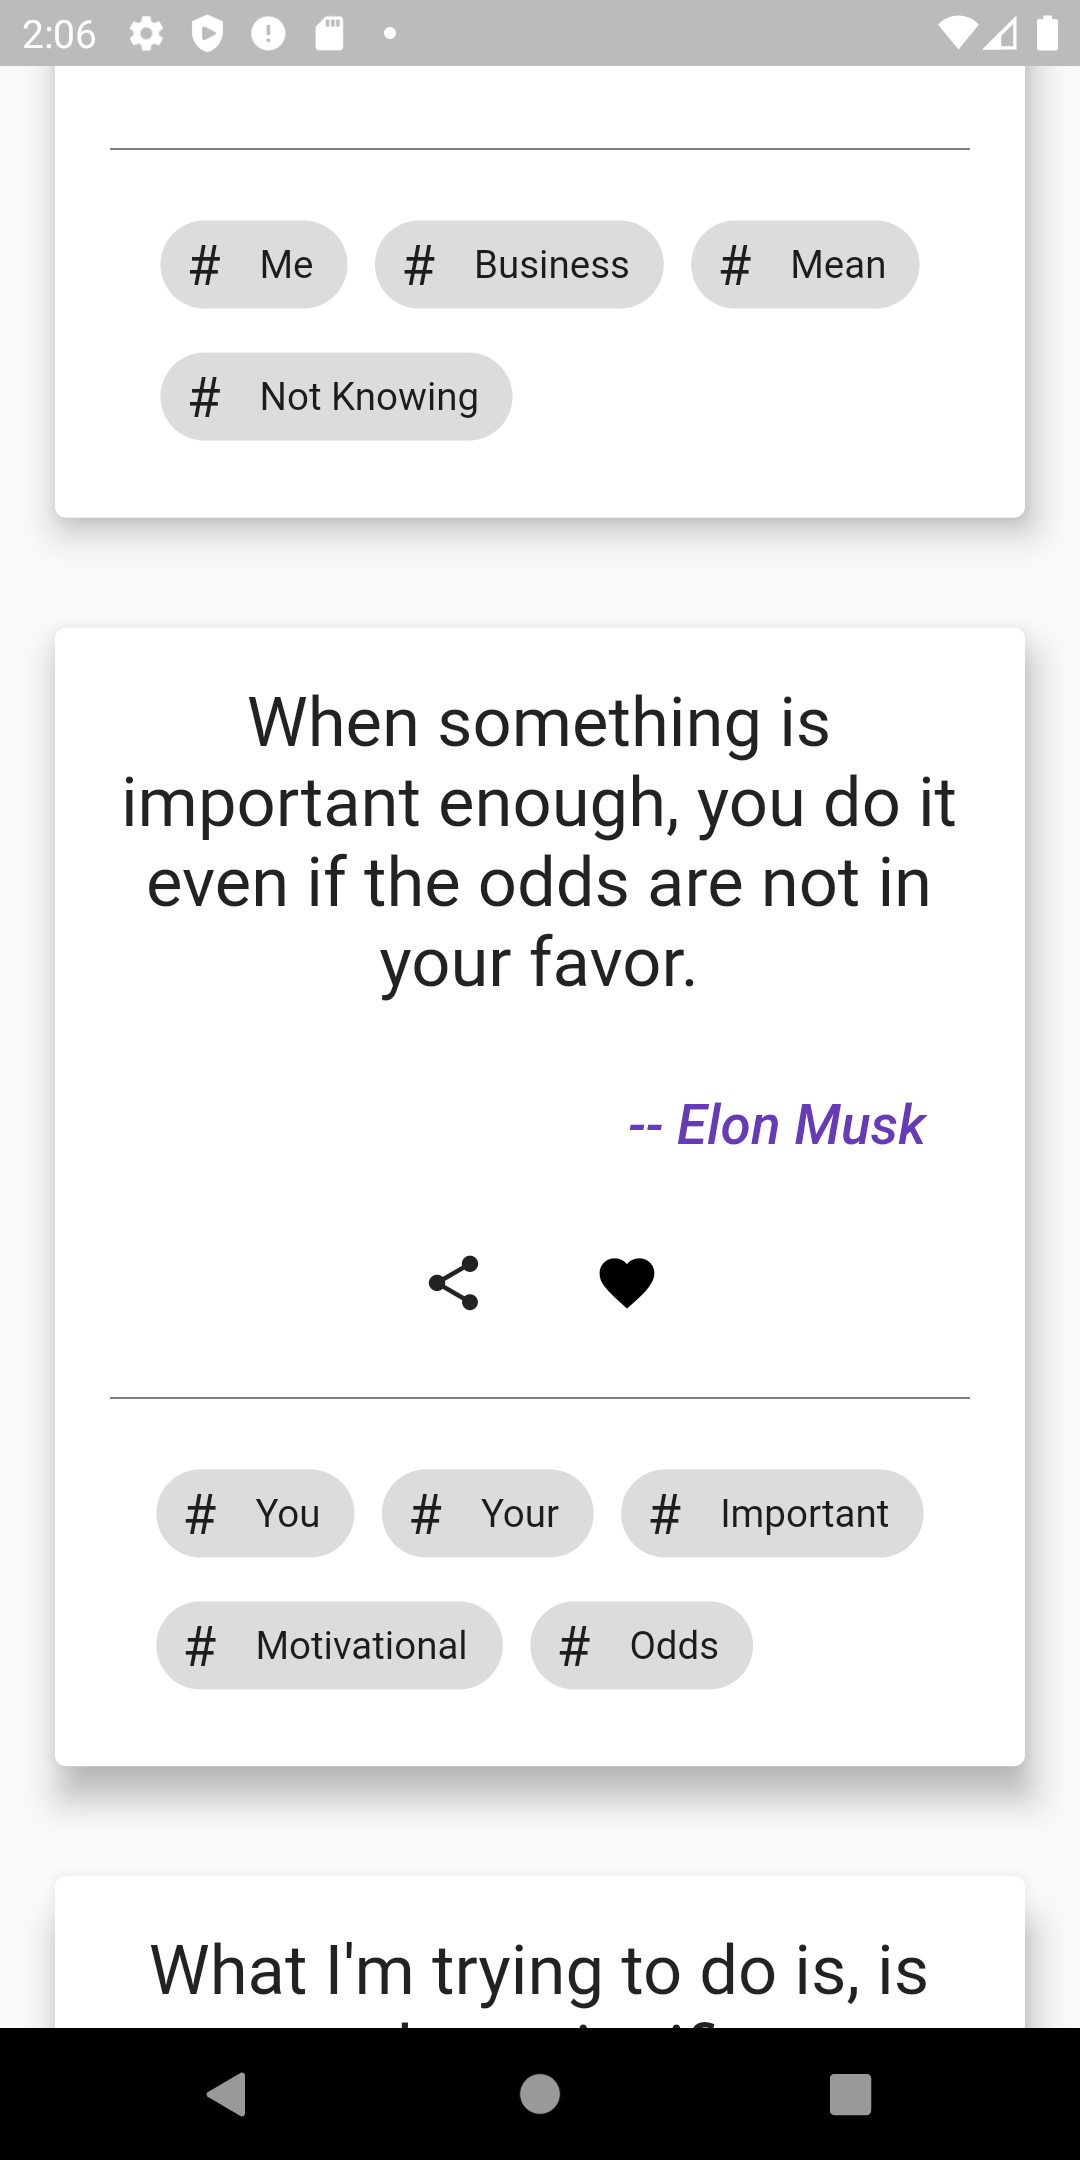 2:06
# Me # Business # Mean
# Not Knowing
When something is
important enough, you do it
even if the odds are not in
your favor.
-- Elon Musk
# You # Your # Important
# Motivational # Odds
What I'm trying to do is, is